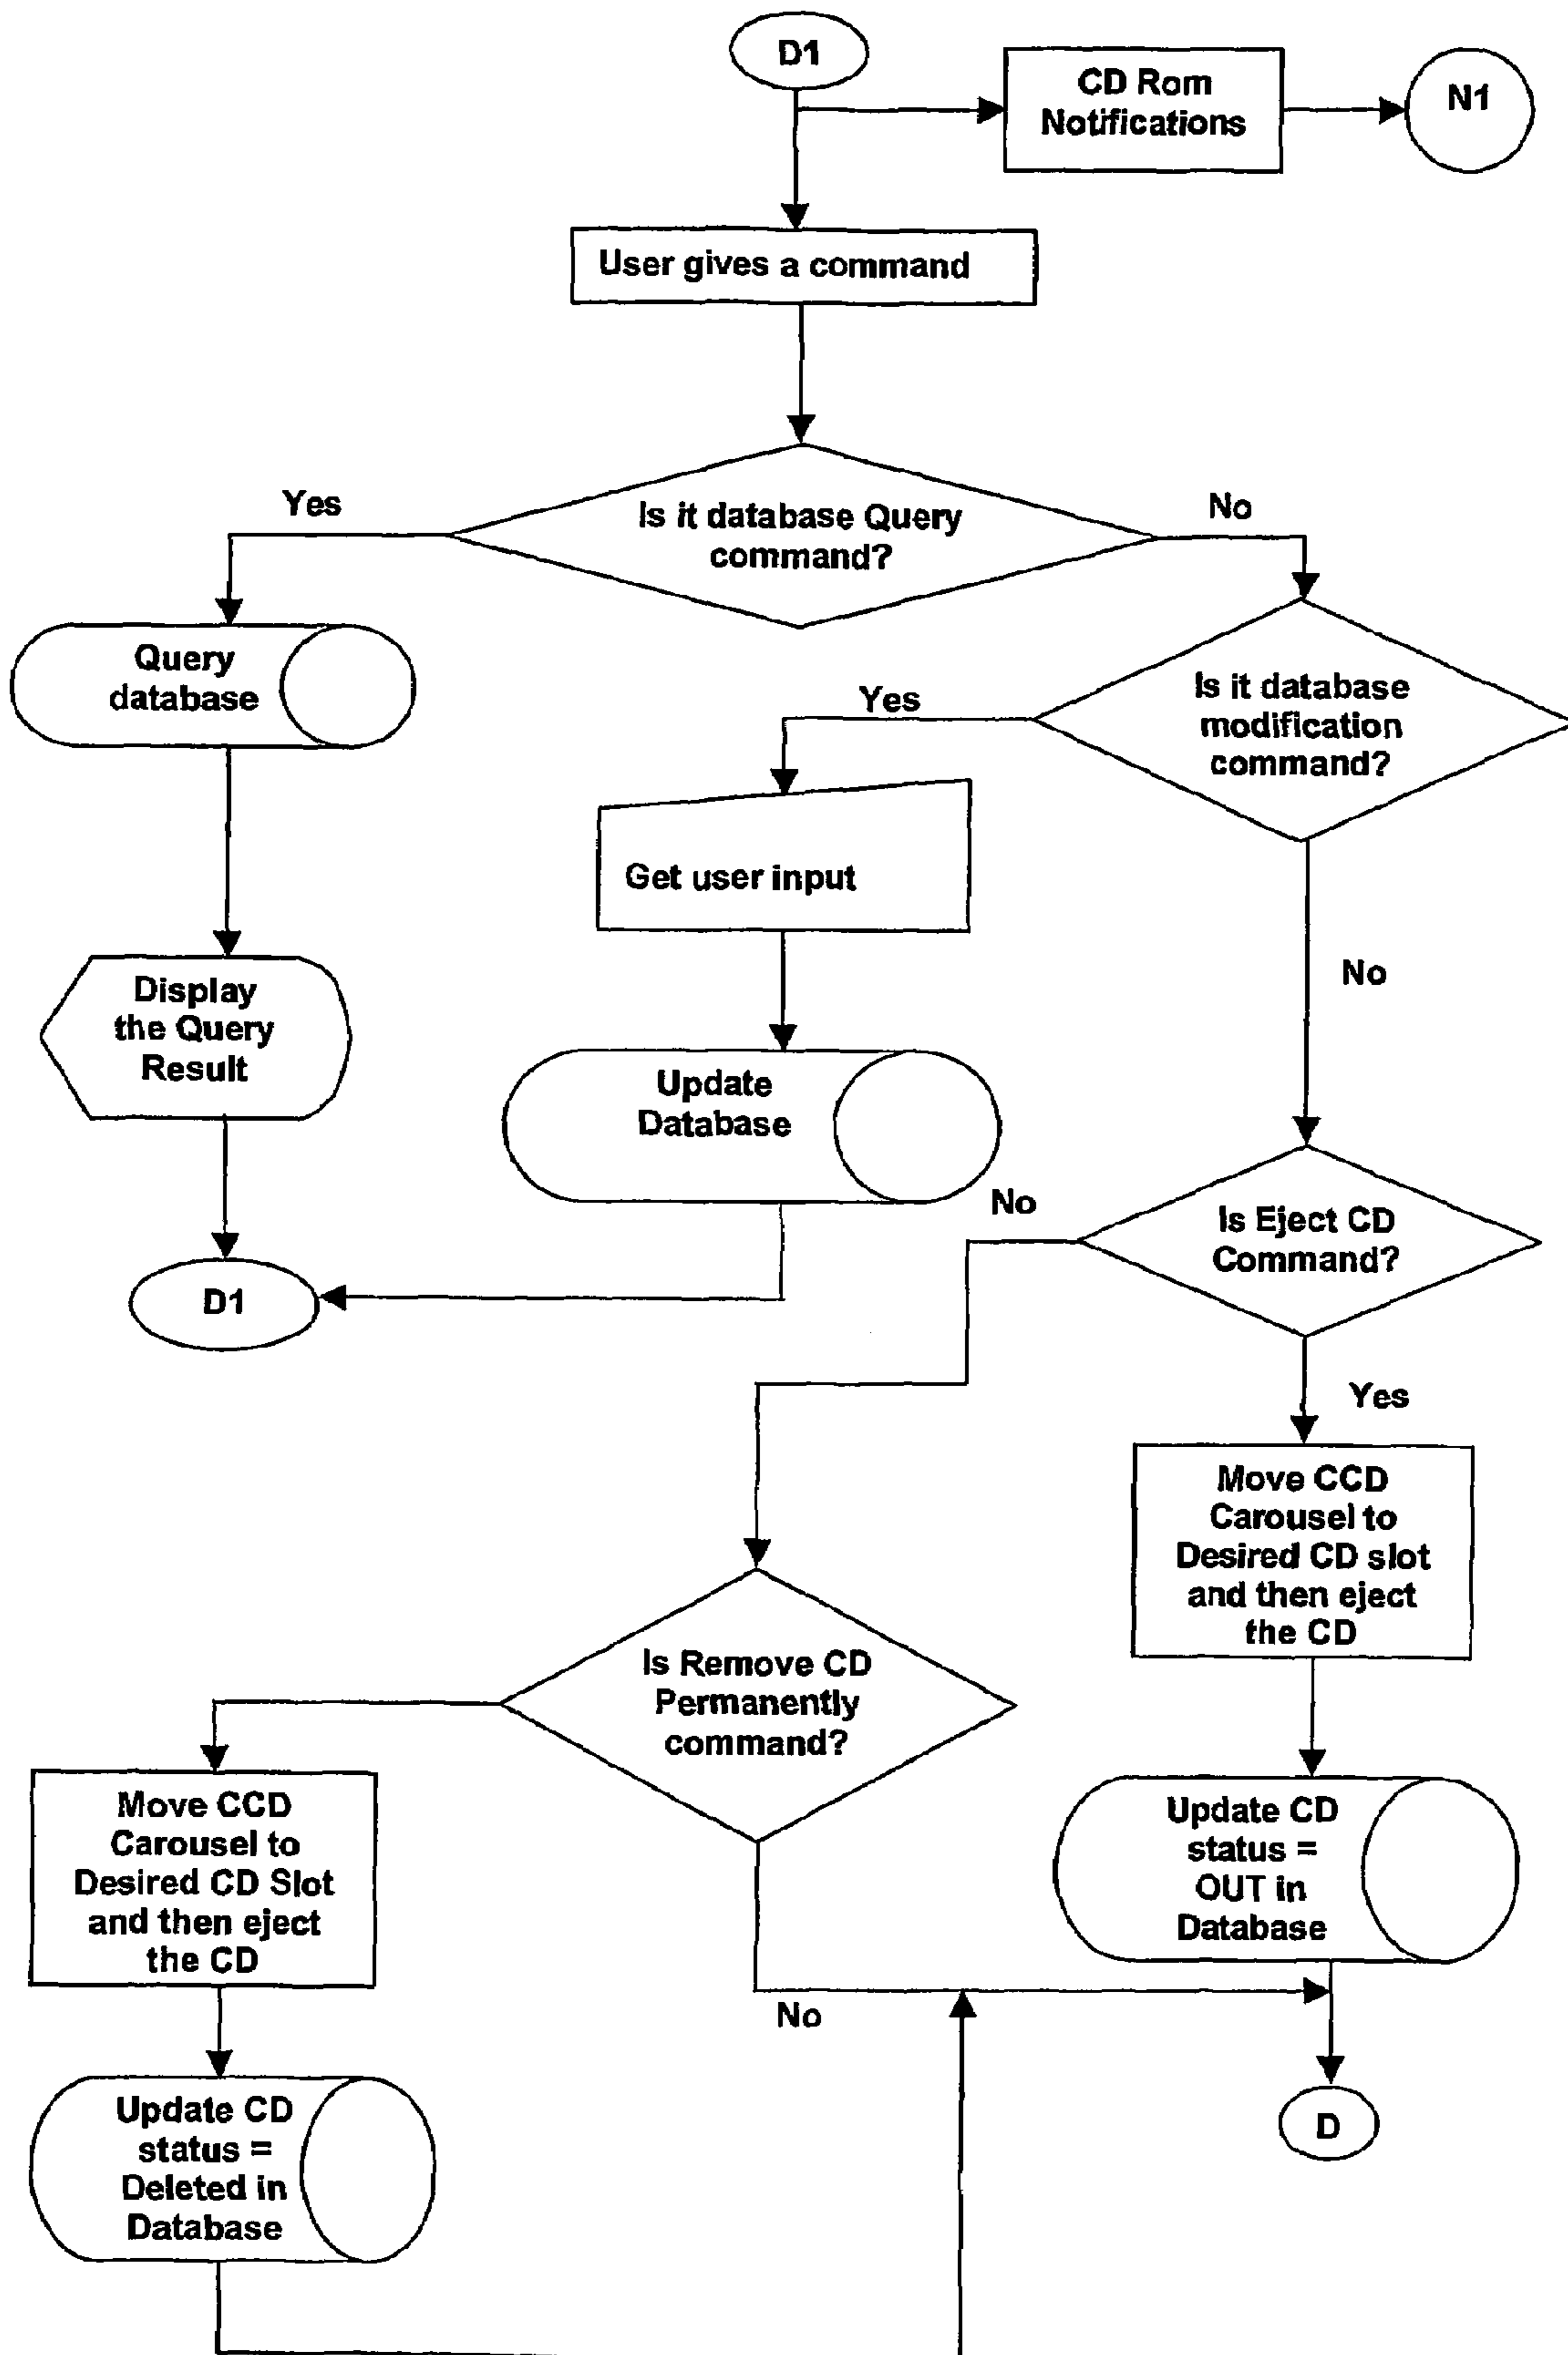 D1
CD Rom
Notifications
N1
User gives a command
Yes
Is it database Query
command?
No
Query
database
Yes
Is it database
modification
command?
Get user input
No
Display
the Query
Result
Update
Database
No
Is Eject CD
Command?
D1
Yes
Move CCD
Carousel to
Desired CD slot
and then eject
the CD
Is Remove CD
Permanently
command?
Move CCD
Carousel to
Desired CD Slot
and then eject
the CD
Update CD
status =
OUT in
Database
No
D
Update CD
status =
Deleted in
Database